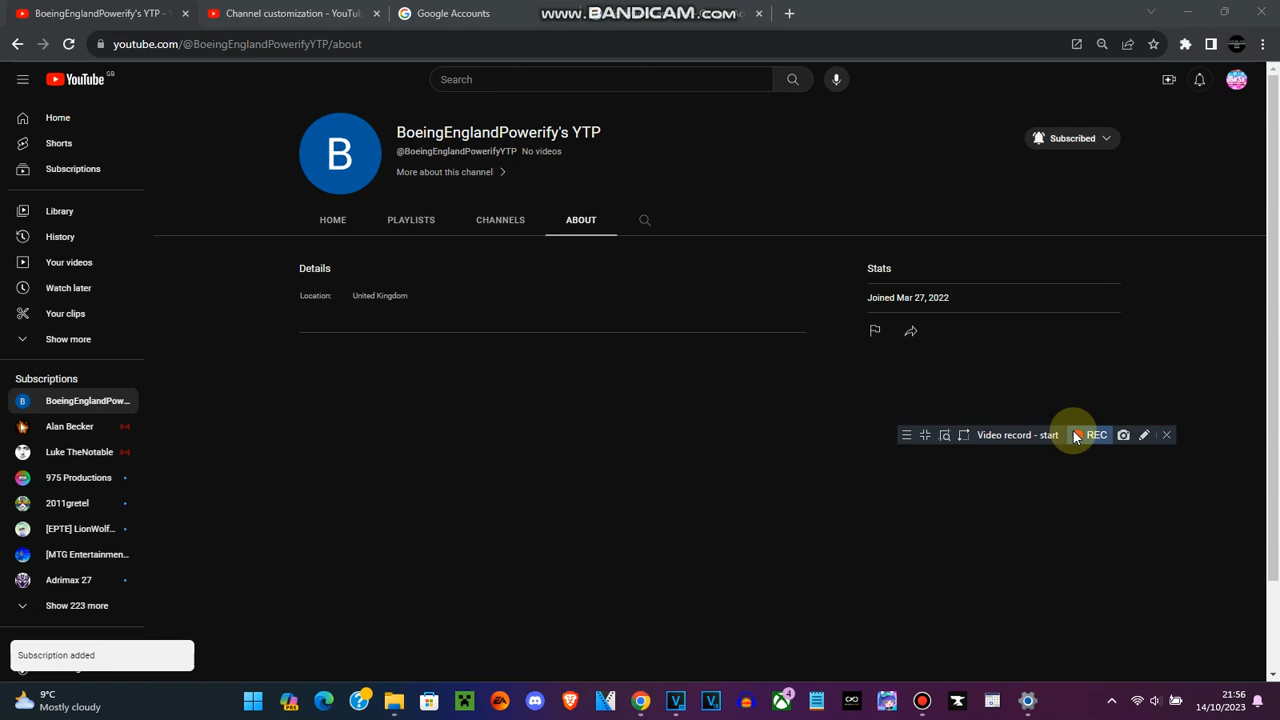 BoeingEnglandPowerify's YTP -
Channel customization - YouTub
Google Accounts
WWW.BANDICAM.COM
youtube.com/@BoeingEnglandPowerifyYTP/about
YouTube GB
Search
Home
Shorts
Subscriptions
Library
History
Your videos
Watch later
Your clips
Show more
Subscriptions
BoeingEnglandPow...
Alan Becker
Luke TheNotable
975 Productions
2011gretel
[EPTE] LionWolf...
[MTG Entertainmen...
Adrimax 27
Show 223 more
B
BoeingEnglandPowerify's YTP
@BoeingEnglandPowerifyYTP No videos
More about this channel
Subscribed
HOME PLAYLISTS CHANNELS ABOUT
Details
Location: United Kingdom
Stats
Joined Mar 27, 2022
Video record - start REC
Subscription added
9°C
Mostly cloudy
PRE
EA
4
21:56
14/10/2023